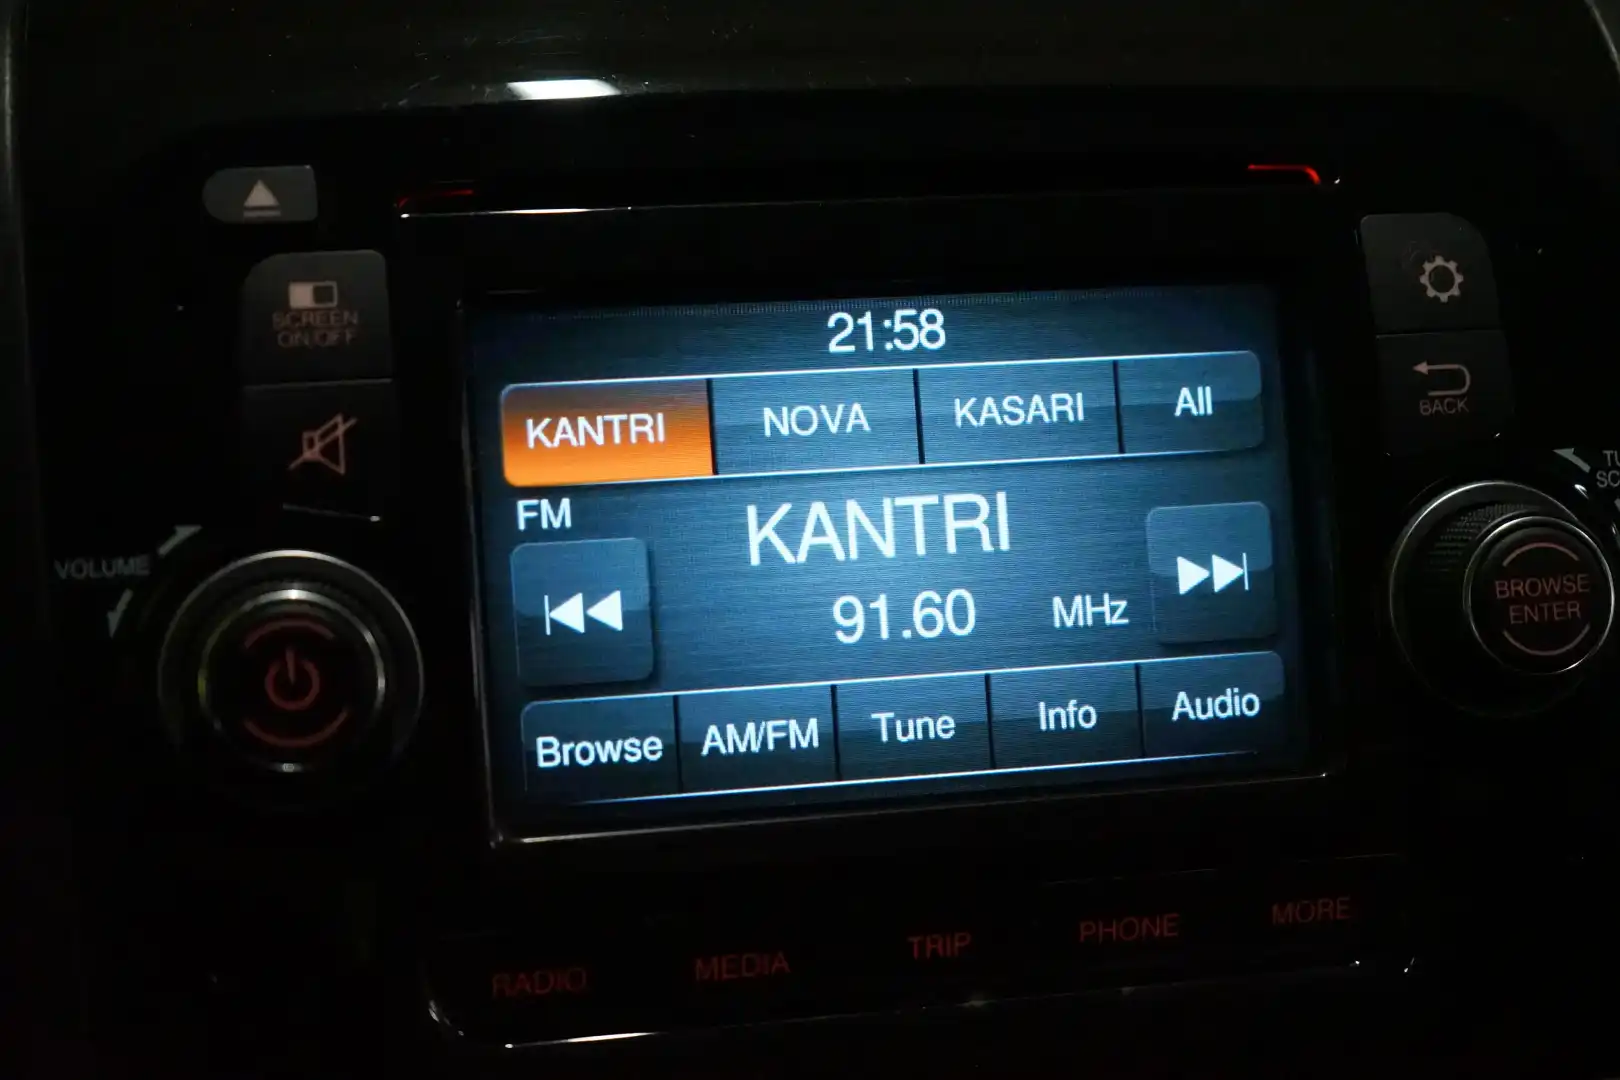 21:58
KANTRI NOVA KASARI All
FM
KANTRI
91.60 MHz
Browse AM/FM Tune Info Audio
SCREEN
ON/OFF
VOLUME
BACK
BROWSE
ENTER
RADIO MEDIA TRIP PHONE MORE